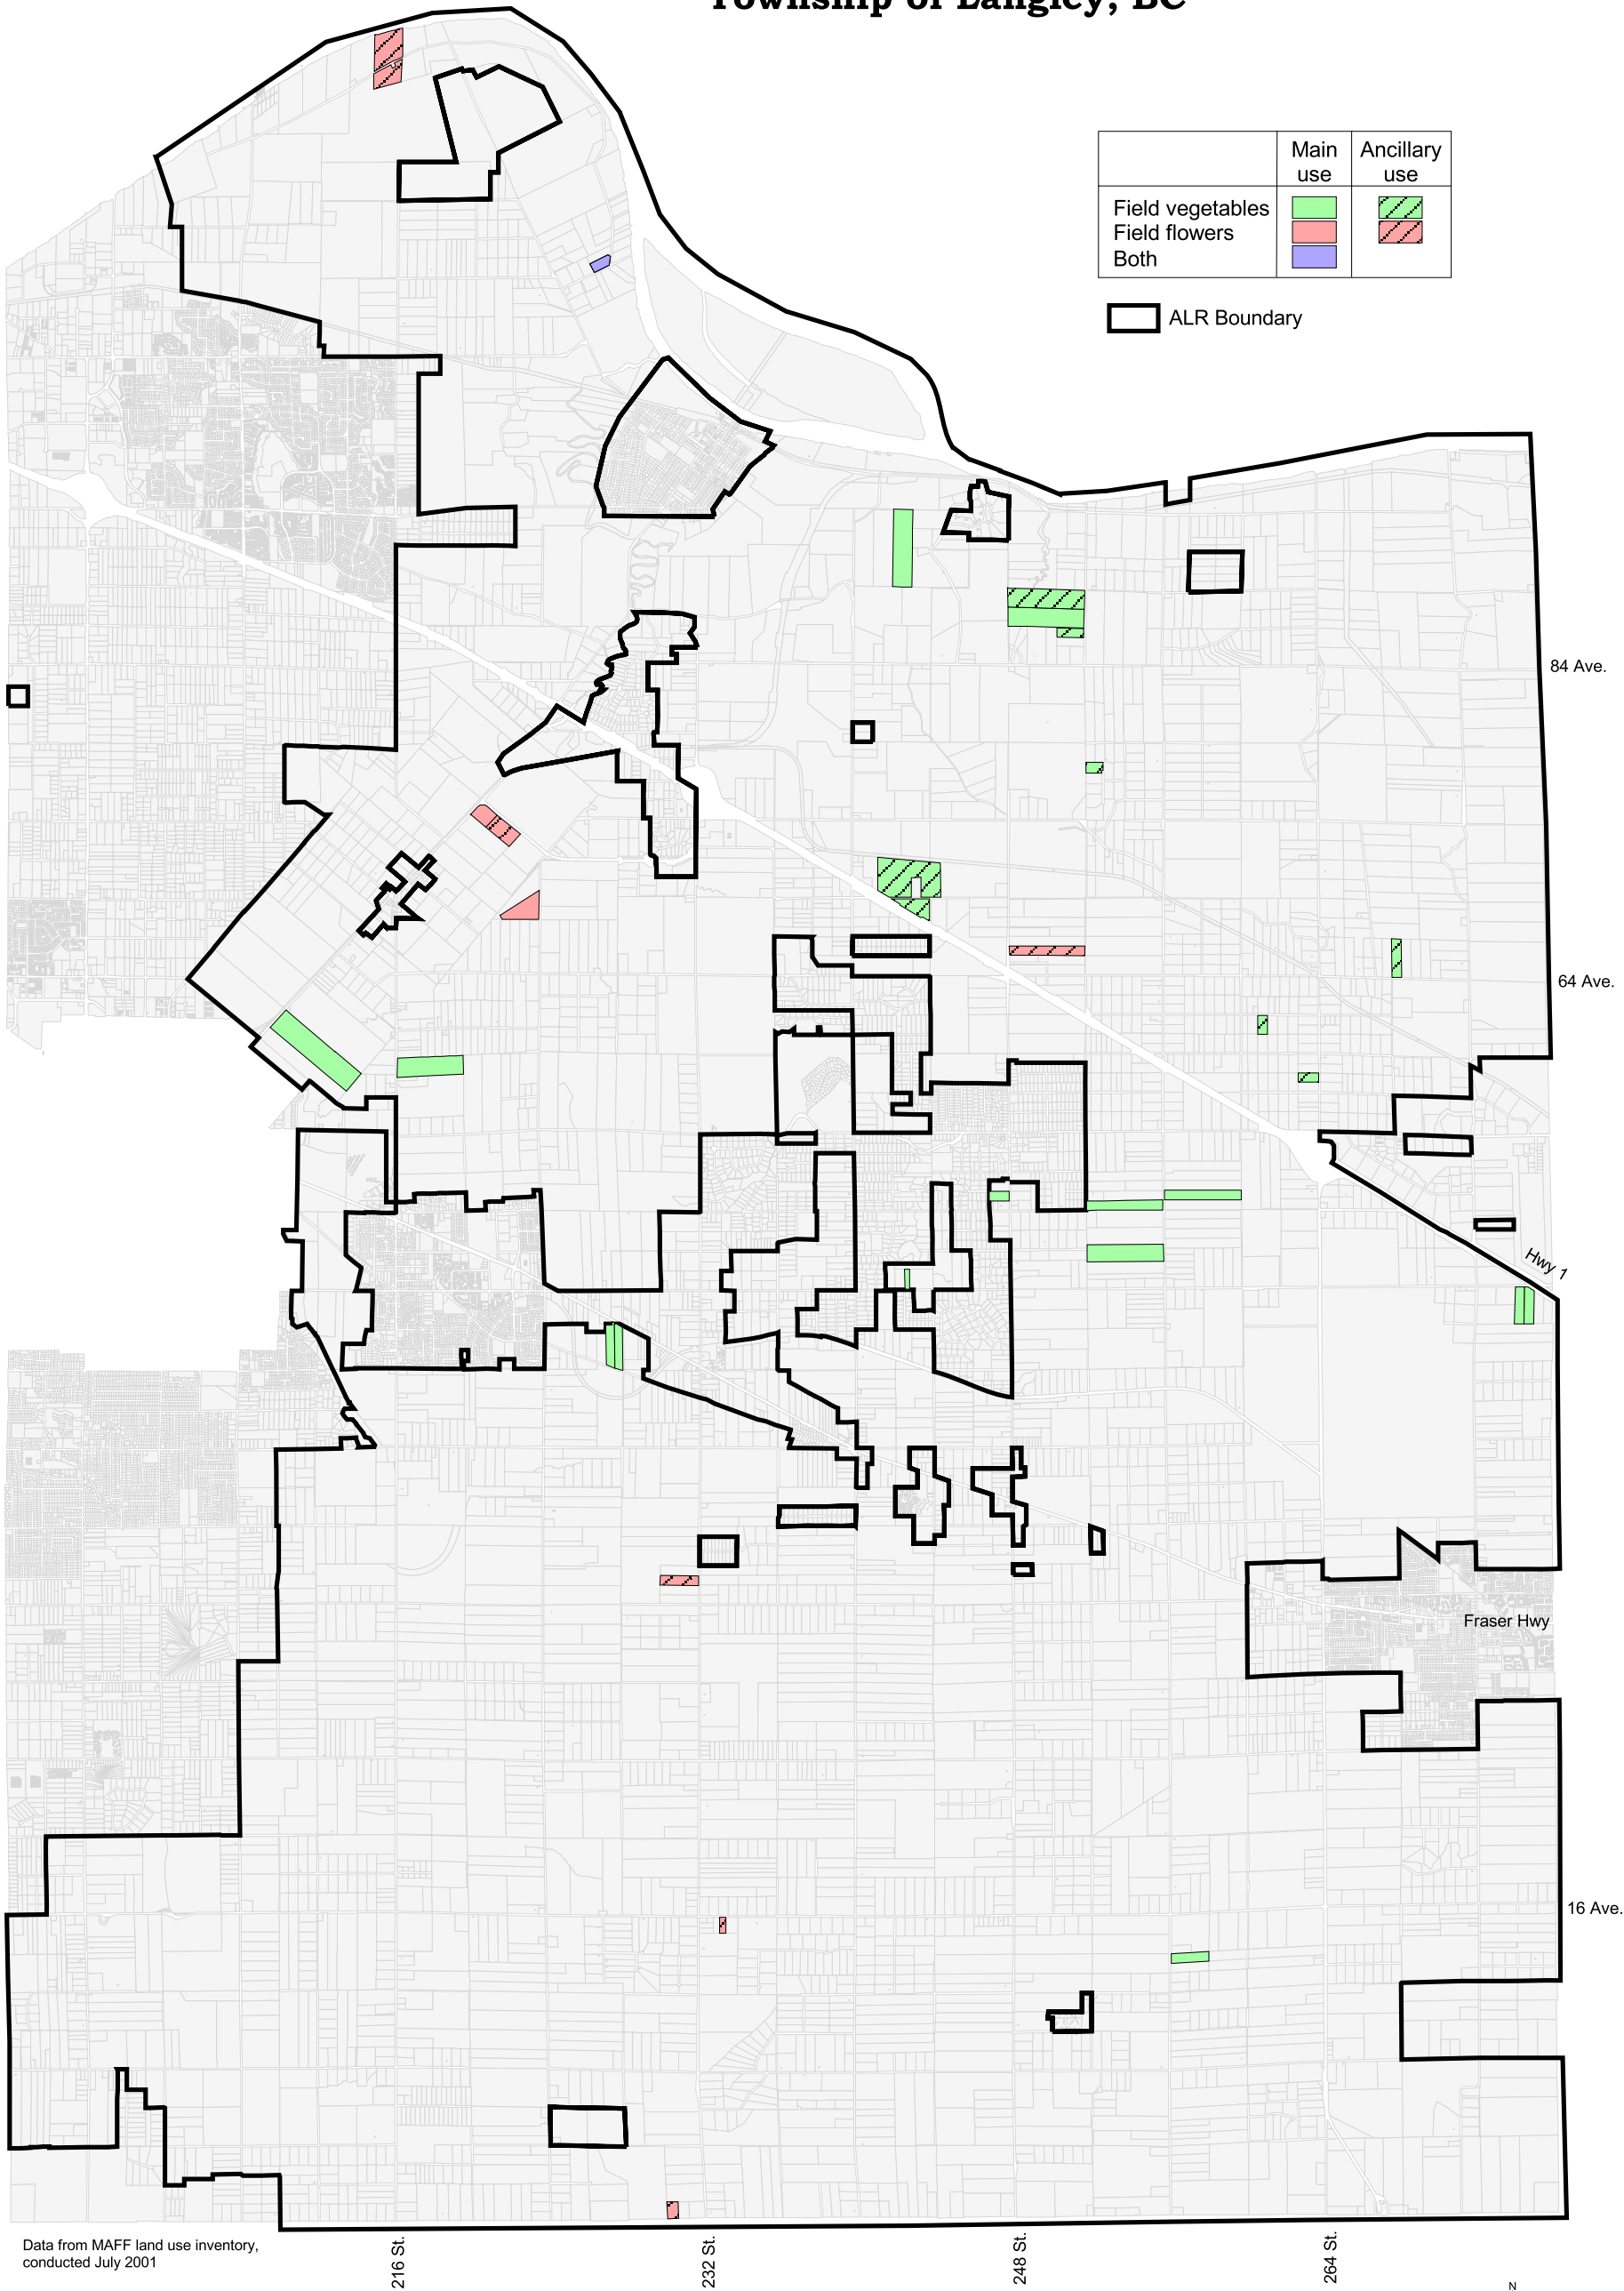 Township of Langley, BC
Main use
Ancillary use
Field vegetables
Field flowers
Both
ALR Boundary
84 Ave.
64 Ave.
Hwy 1
Fraser Hwy
16 Ave.
Data from MAFF land use inventory,
conducted July 2001
216 St.
232 St.
248 St.
264 St.
N